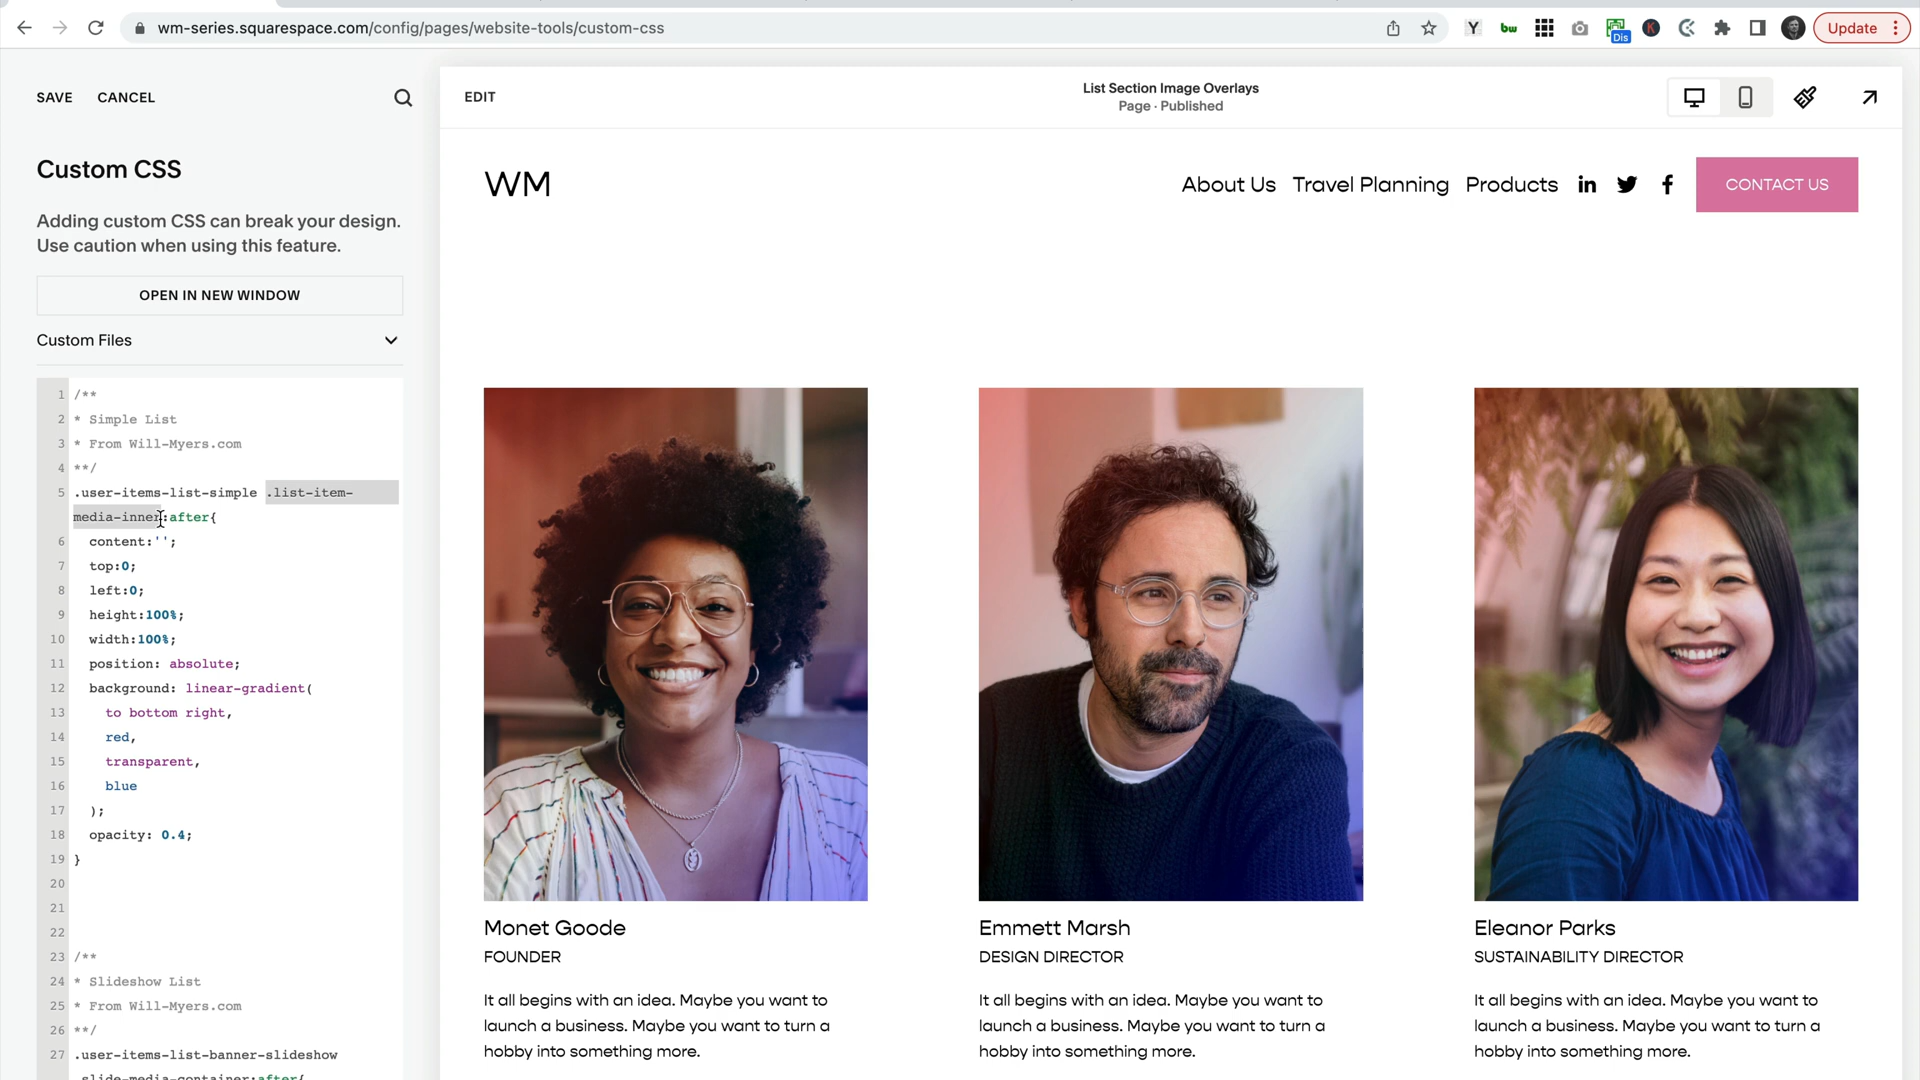 wm-series.squarespace.com/config/pages/website-tools/custom-css
Y
bw
Dis
K
Update
SAVE CANCEL
EDIT
List Section Image Overlays
Page · Published
Custom CSS
Adding custom CSS can break your design.
Use caution when using this feature.
OPEN IN NEW WINDOW
Custom Files
1 /**
2 * Simple List
3 * From Will-Myers.com
4 **/
5 .user-items-list-simple .list-item-
media-inner:after{
6 content:'';
7 top:0;
8 left:0;
9 height:100%;
10 width:100%;
11 position: absolute;
12 background: linear-gradient(
13 to bottom right,
14 red,
15 transparent,
16 blue
17 );
18 opacity: 0.4;
19 }
20
21
22
23 /**
24 * Slideshow List
25 * From Will-Myers.com
26 **/
27 .user-items-list-banner-slideshow
.slide-media-container:after{
WM
About Us Travel Planning Products in f CONTACT US
Monet Goode
FOUNDER
It all begins with an idea. Maybe you want to
launch a business. Maybe you want to turn a
hobby into something more.
Emmett Marsh
DESIGN DIRECTOR
It all begins with an idea. Maybe you want to
launch a business. Maybe you want to turn a
hobby into something more.
Eleanor Parks
SUSTAINABILITY DIRECTOR
It all begins with an idea. Maybe you want to
launch a business. Maybe you want to turn a
hobby into something more.